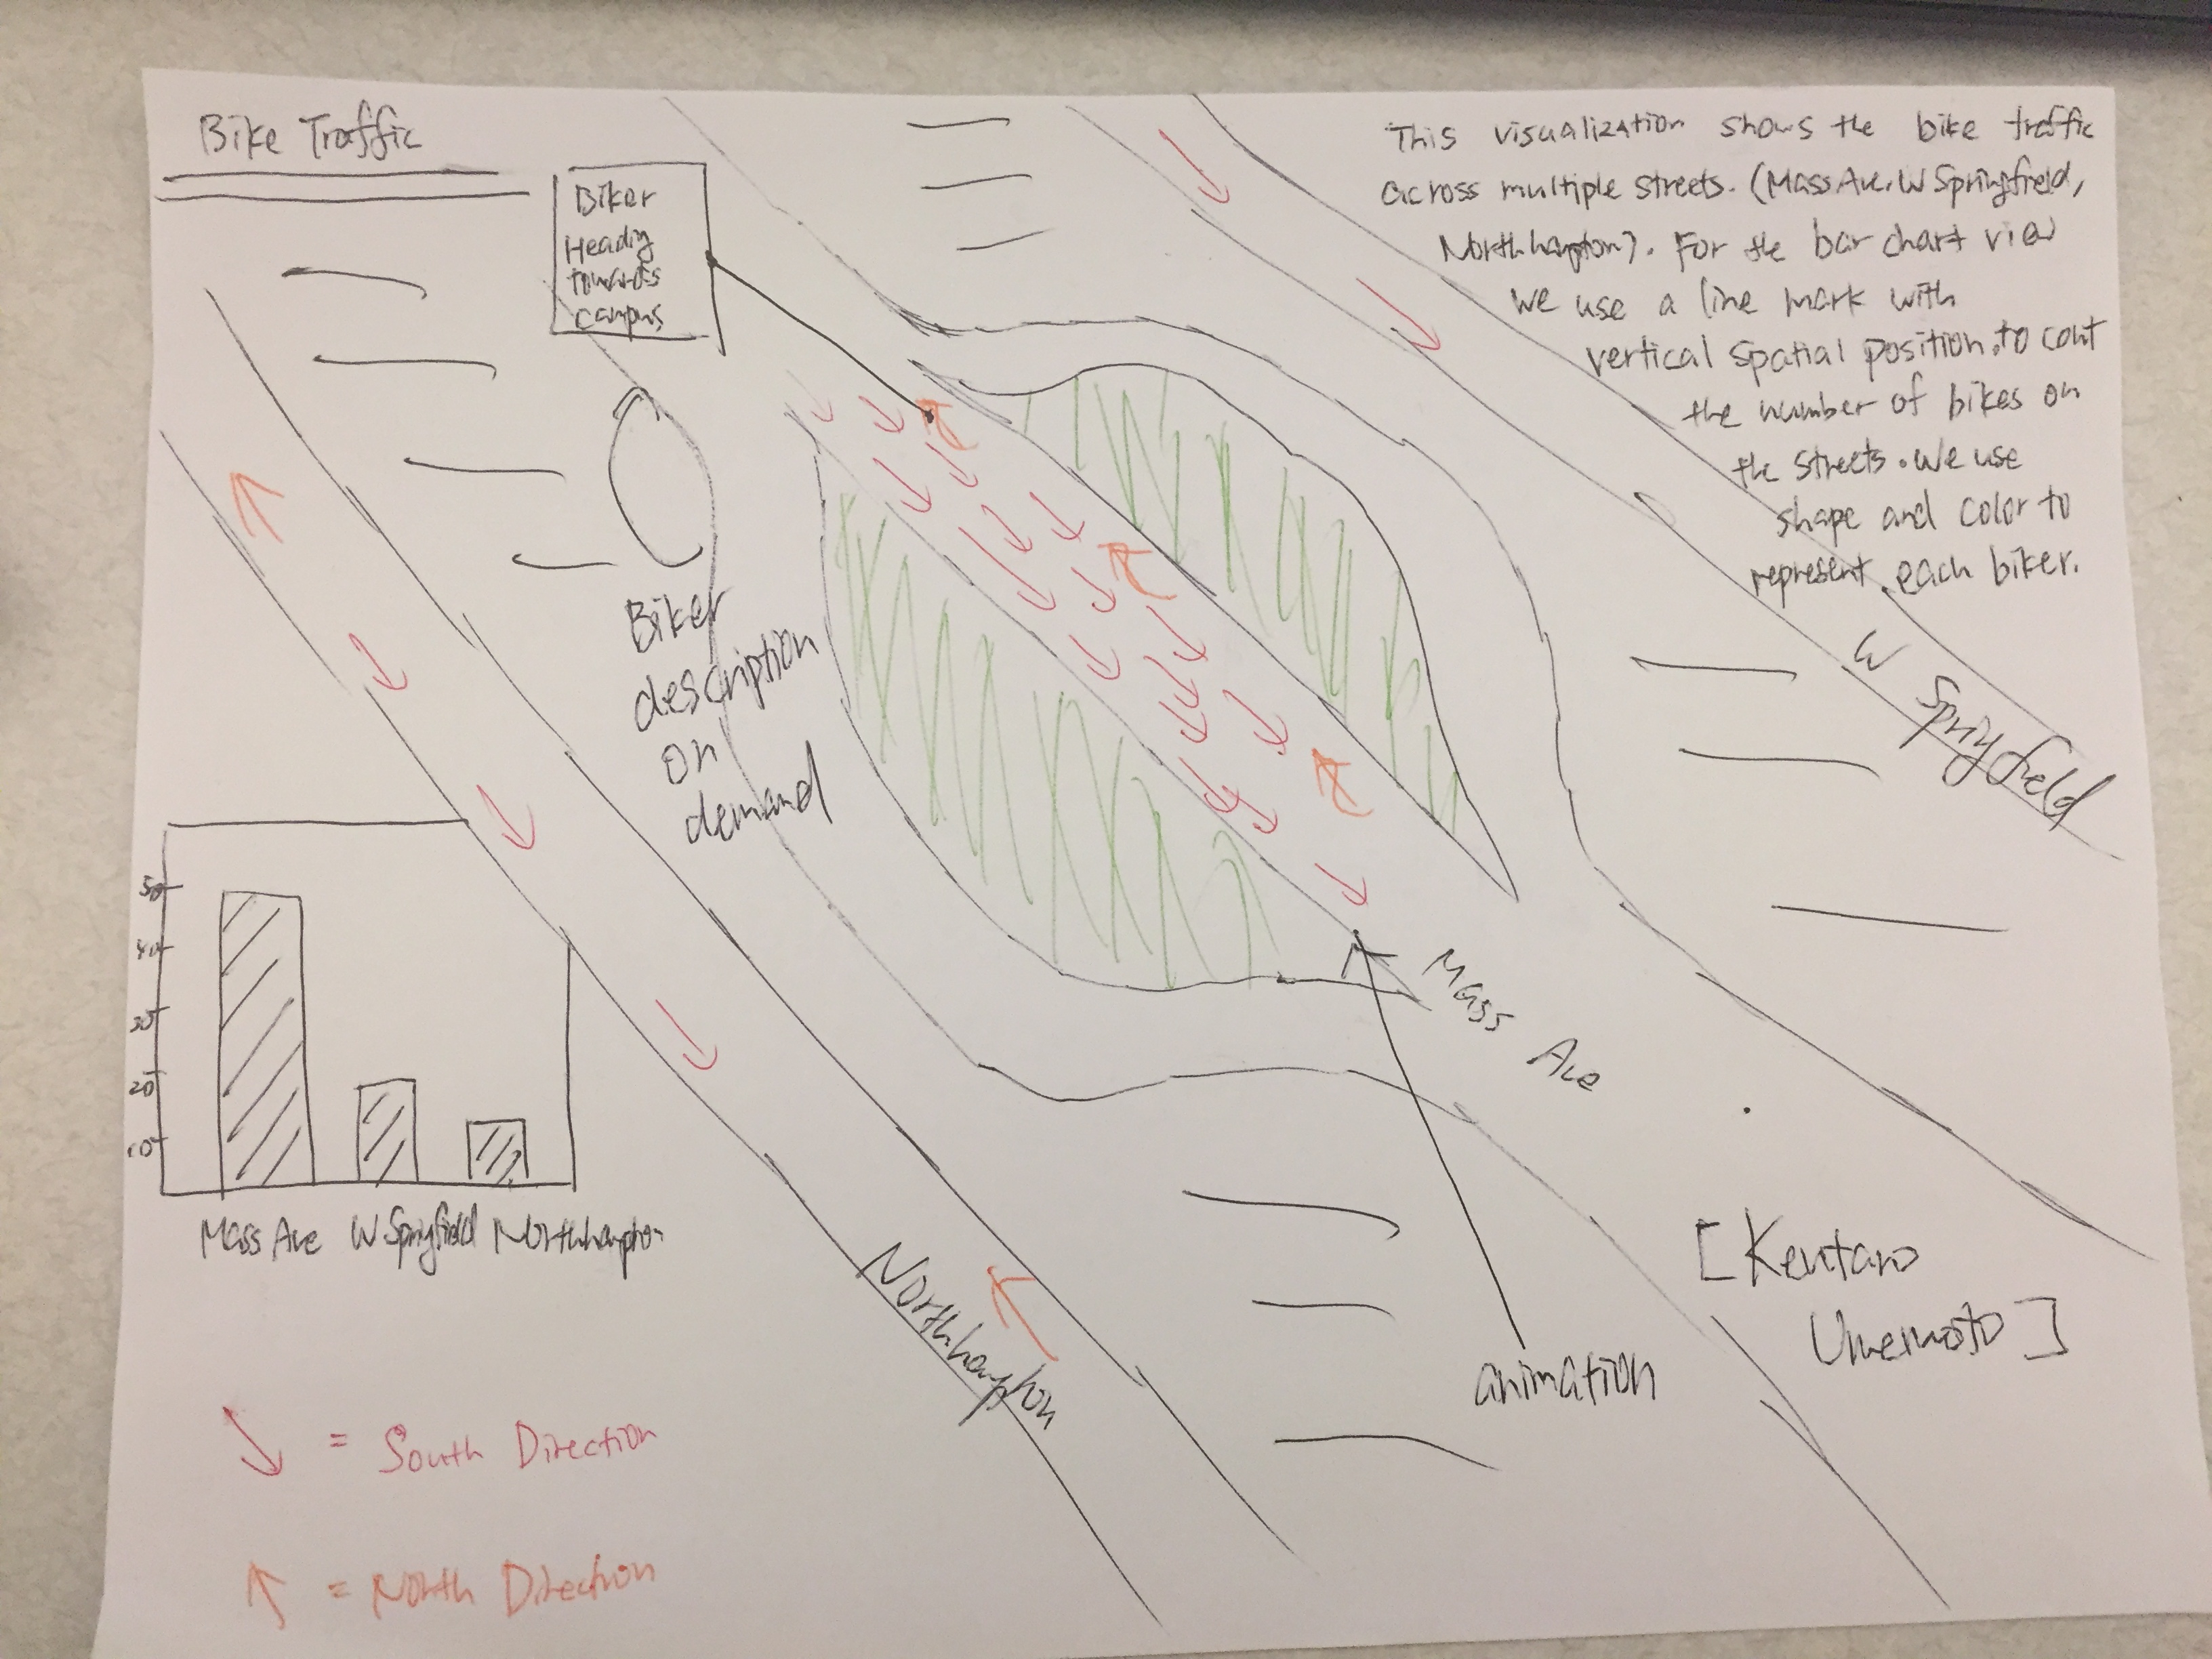 Bike Traffic
This visualization shows the bike traffic
across multiple streets. (Mass Ave, W Springfield,
Northhampton). For the bar chart view
we use a line mark with
vertical spatial position, to cont
the number of bikes on
the streets. We use
shape and color to
represent each biker.
Biker
Heading
towards
campus
W Springfield
Biker
description
on
demand
Mass Ave
Northhampton
[Kentaro
Umemoto]
animation
50
40
30
20
10
Mass Ave W Springfield Northhampton
= South Direction
= North Direction